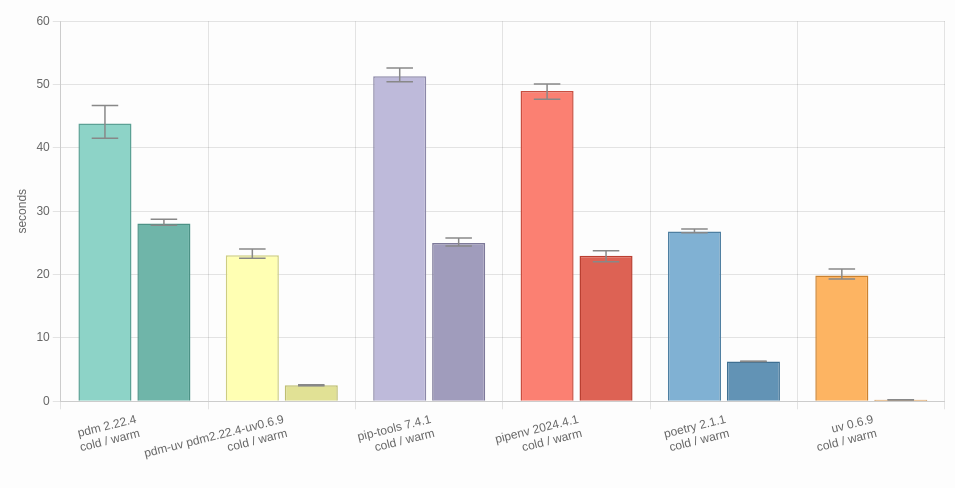 60
50
40
30
20
10
0
seconds
pdm 2.22.4
cold / warm
pdm-uv pdm2.22.4-uv0.6.9
cold / warm
pip-tools 7.4.1
cold / warm
pipenv 2024.4.1
cold / warm
poetry 2.1.1
cold / warm
uv 0.6.9
cold / warm